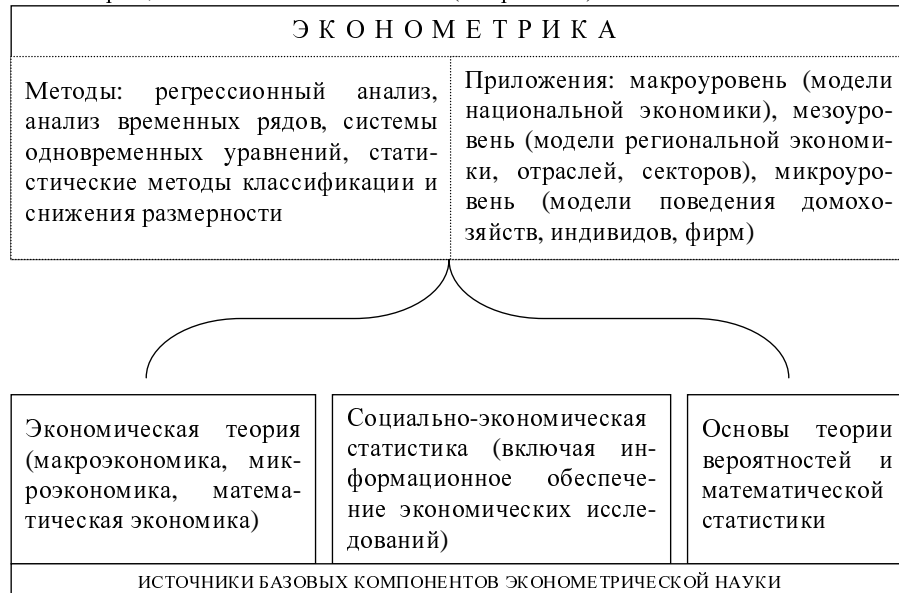 Э К О Н О М Е Т Р И К А
Методы: регрессионный анализ,
анализ временных рядов, системы
одновременных уравнений, стати-
стические методы классификации и
снижения размерности
Приложения: макроуровень (модели
национальной экономики), мезоуро-
вень (модели региональной экономи-
ки, отраслей, секторов), микроуро-
вень (модели поведения домохо-
зяйств, индивидов, фирм)
Экономическая теория
(макроэкономика, мик-
роэкономика, матема-
тическая экономика)
Социально-экономическая
статистика (включая ин-
формационное обеспече-
ние экономических иссле-
дований)
Основы теории
вероятностей и
математической
статистики
ИСТОЧНИКИ БАЗОВЫХ КОМПОНЕНТОВ ЭКОНОМЕТРИЧЕСКОЙ НАУКИ